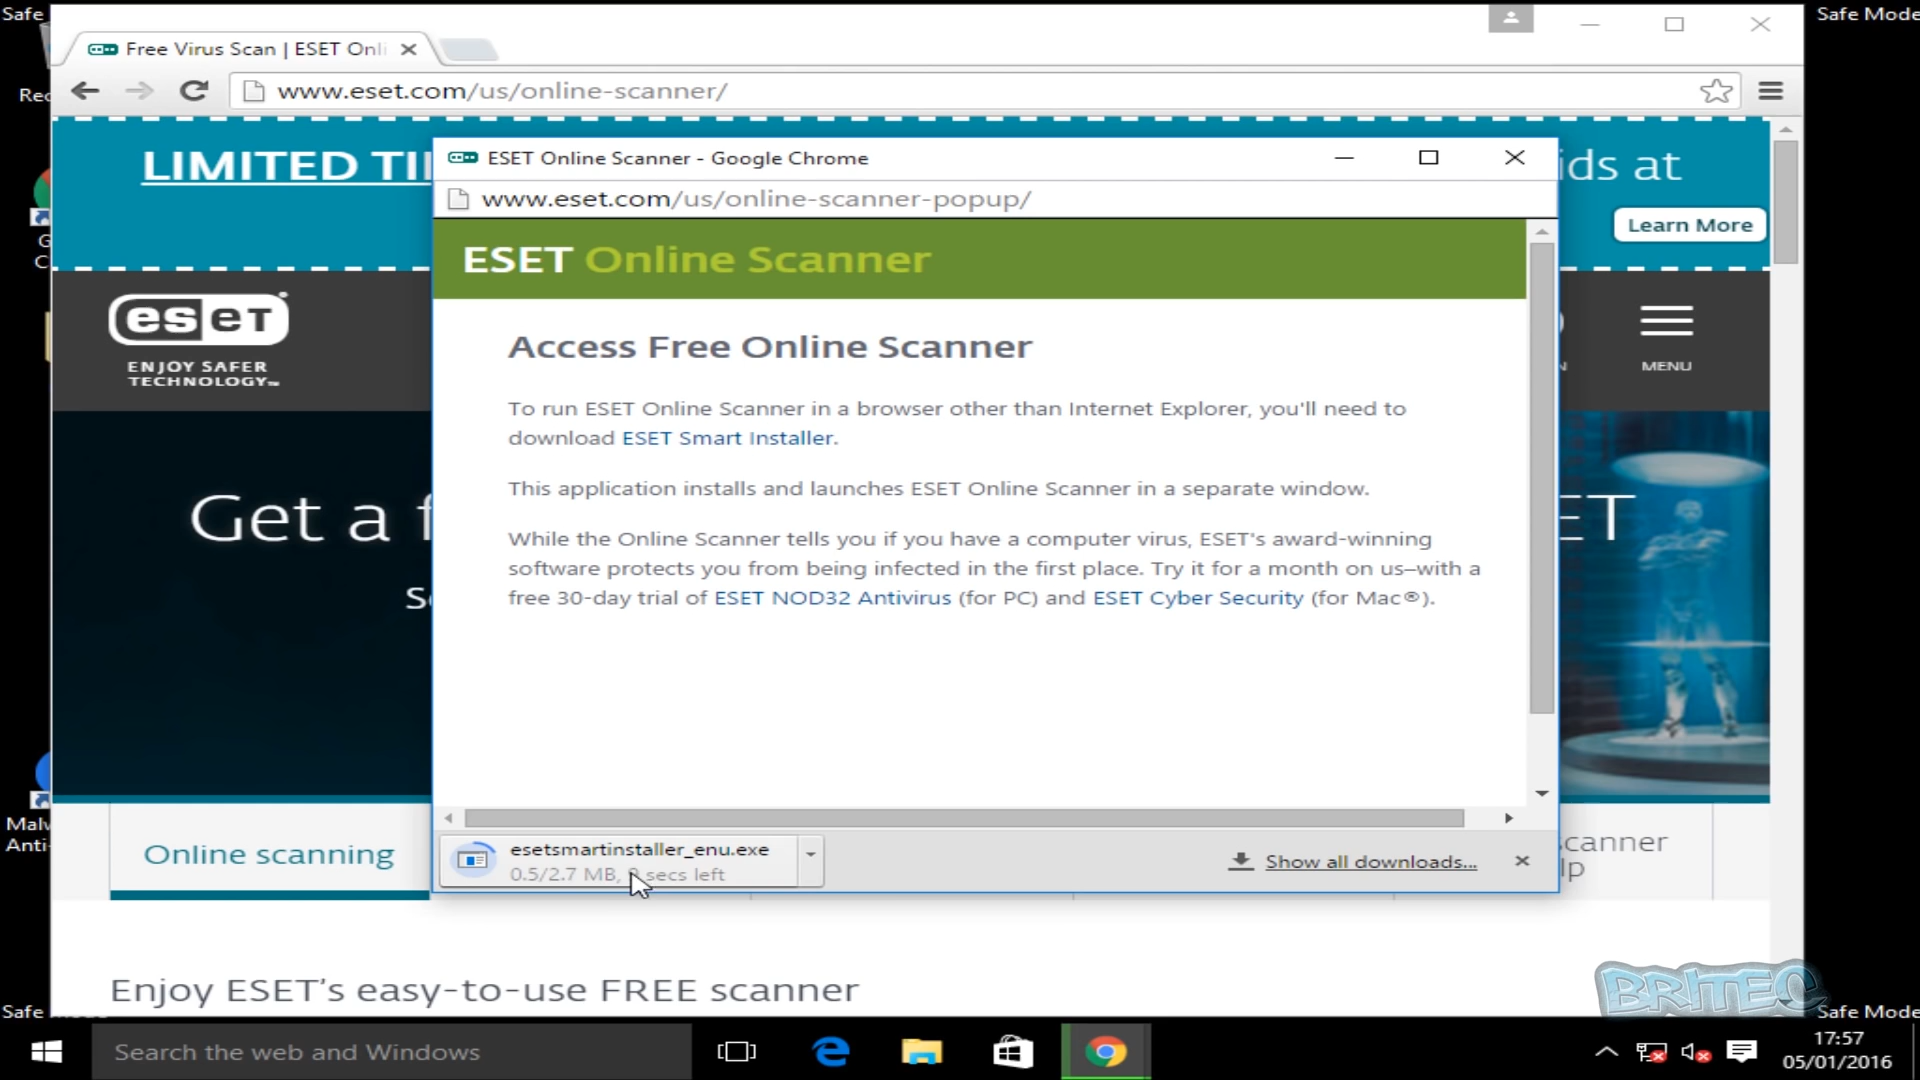 Safe
Safe Mode
Free Virus Scan | ESET Onli
Rec
www.eset.com/us/online-scanner/
LIMITED TI
ids at
Learn More
ESET Online Scanner - Google Chrome
www.eset.com/us/online-scanner-popup/
ESET Online Scanner
G
C
eset
ENJOY SAFER
TECHNOLOGY™
MENU
Access Free Online Scanner
To run ESET Online Scanner in a browser other than Internet Explorer, you'll need to
download ESET Smart Installer.
This application installs and launches ESET Online Scanner in a separate window.
While the Online Scanner tells you if you have a computer virus, ESET's award-winning
software protects you from being infected in the first place. Try it for a month on us—with a
free 30-day trial of ESET NOD32 Antivirus (for PC) and ESET Cyber Security (for Mac®).
Get a f
ET
s
Malw
Anti-
Online scanning
canner
lp
esetsmartinstaller_enu.exe
0.5/2.7 MB, secs left
Show all downloads...
Enjoy ESET's easy-to-use FREE scanner
BRITEC
Safe
Safe Mode
Search the web and Windows
17:57
05/01/2016